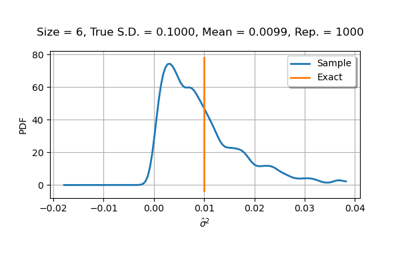 Size = 6, True S.D. = 0.1000, Mean = 0.0099, Rep. = 1000
80
60
40
20
0
PDF
Sample
Exact
−0.02 −0.01 0.00 0.01 0.02 0.03 0.04
σ̂²